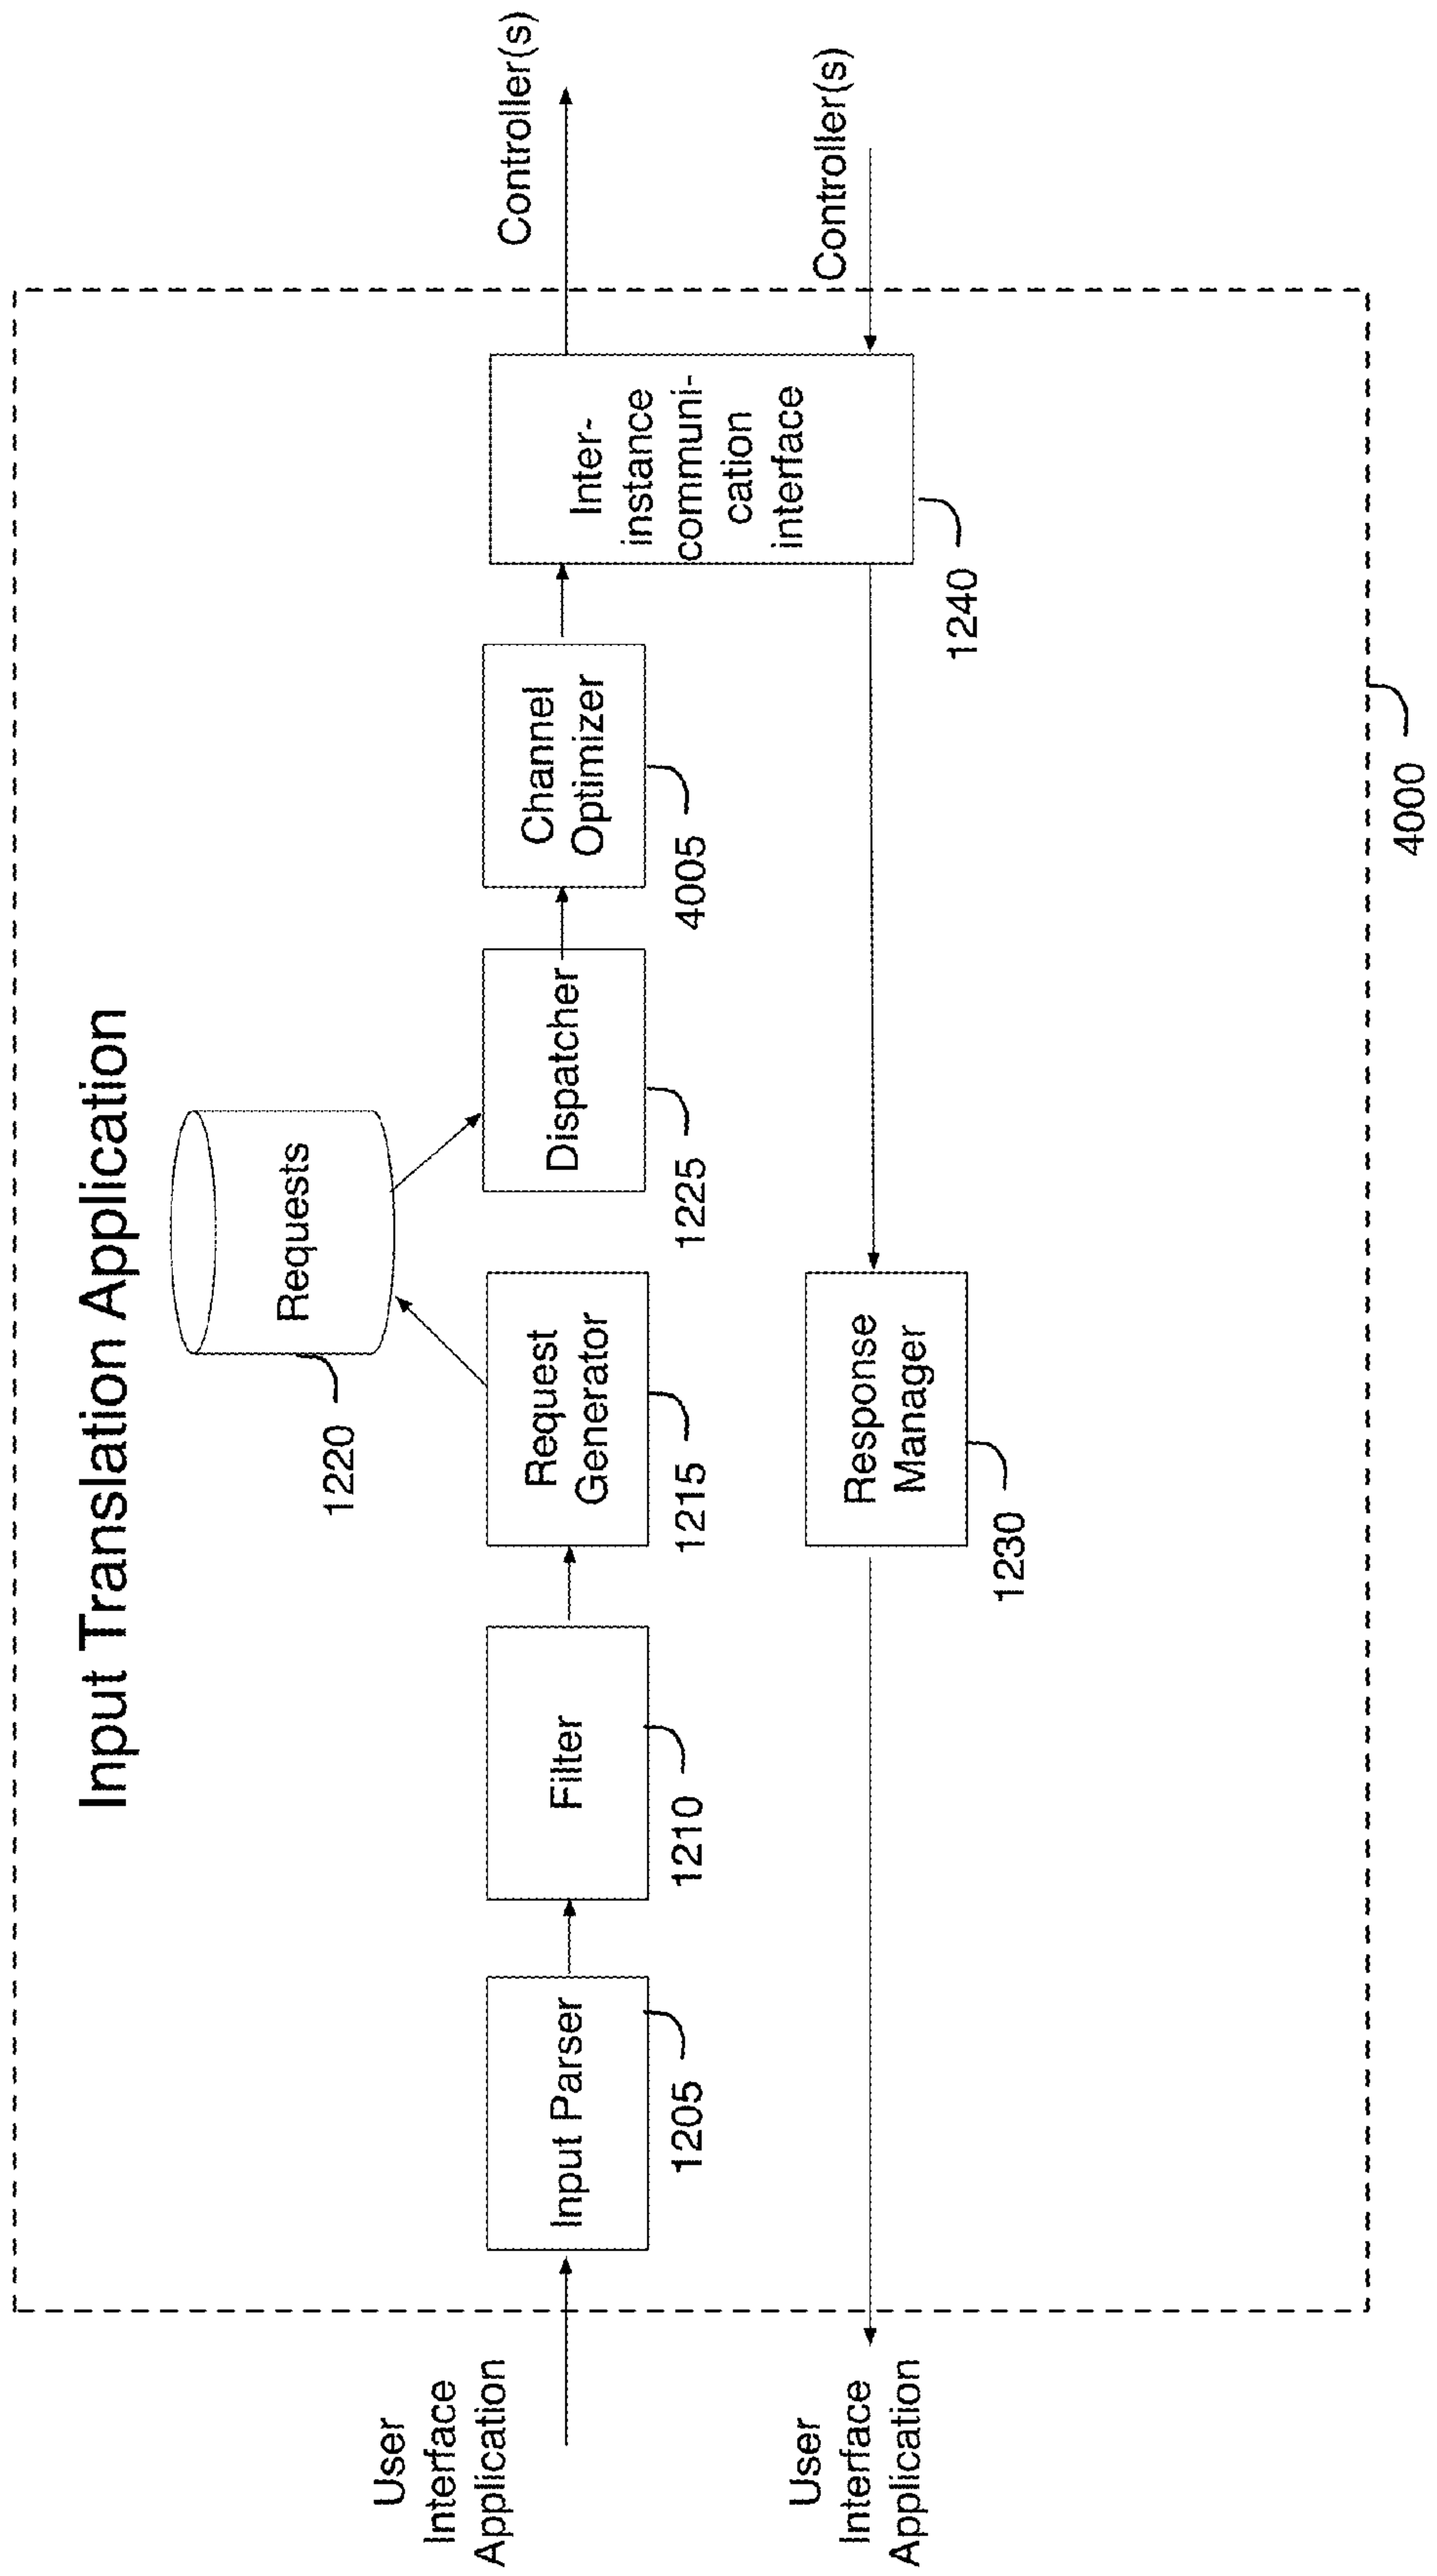 Input Translation Application
Requests
1220
User
Interface
Application
Input Parser
1205
Filter
1210
Request
Generator
1215
Dispatcher
1225
Channel
Optimizer
4005
Inter-
instance
communi-
cation
interface
1240
Controller(s)
User
Interface
Application
Response
Manager
1230
Controller(s)
4000